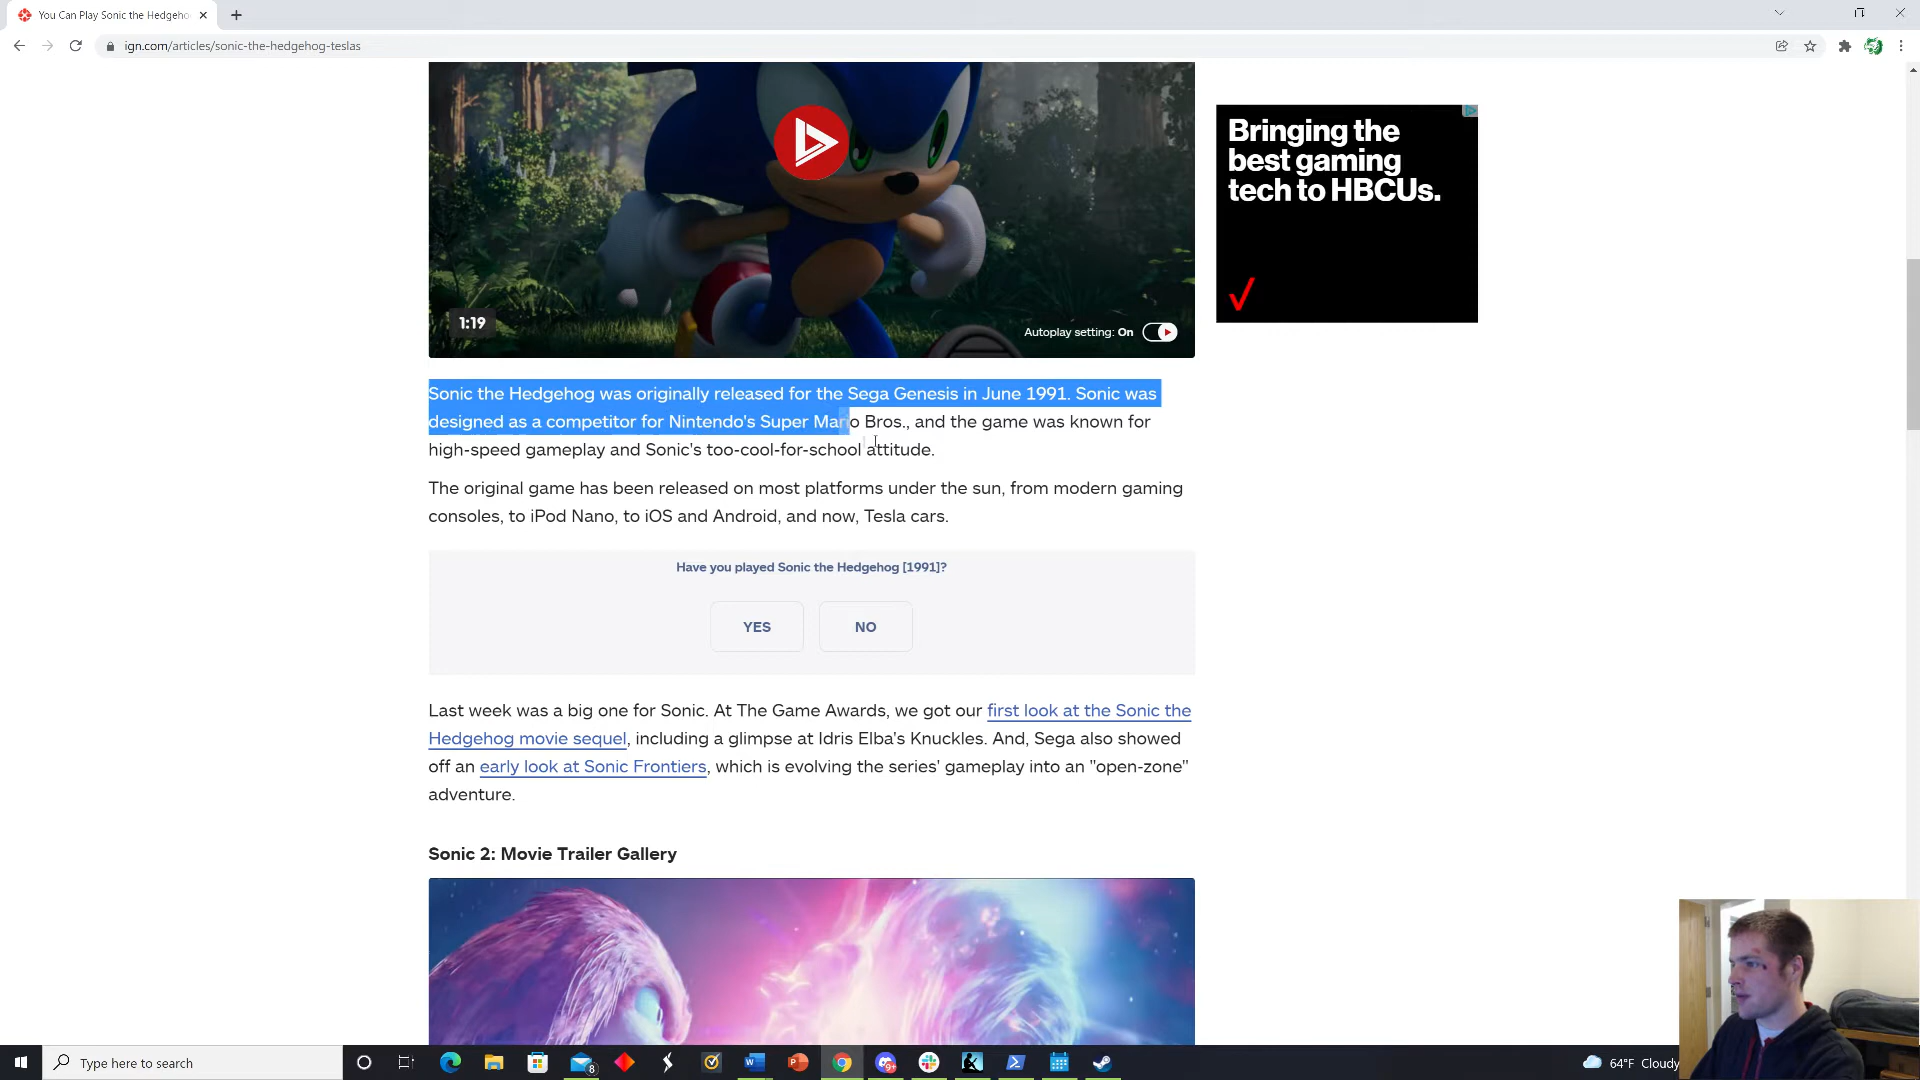 You Can Play Sonic the Hedgeho
ign.com/articles/sonic-the-hedgehog-teslas
1:19
Autoplay setting: On
Bringing the
best gaming
tech to HBCUs.
Sonic the Hedgehog was originally released for the Sega Genesis in June 1991. Sonic was
designed as a competitor for Nintendo's Super Mario Bros., and the game was known for
high-speed gameplay and Sonic's too-cool-for-school attitude.
The original game has been released on most platforms under the sun, from modern gaming
consoles, to iPod Nano, to iOS and Android, and now, Tesla cars.
Have you played Sonic the Hedgehog [1991]?
YES
NO
Last week was a big one for Sonic. At The Game Awards, we got our first look at the Sonic the
Hedgehog movie sequel, including a glimpse at Idris Elba's Knuckles. And, Sega also showed
off an early look at Sonic Frontiers, which is evolving the series' gameplay into an "open-zone"
adventure.
Sonic 2: Movie Trailer Gallery
Type here to search
8
9+
64°F Cloudy